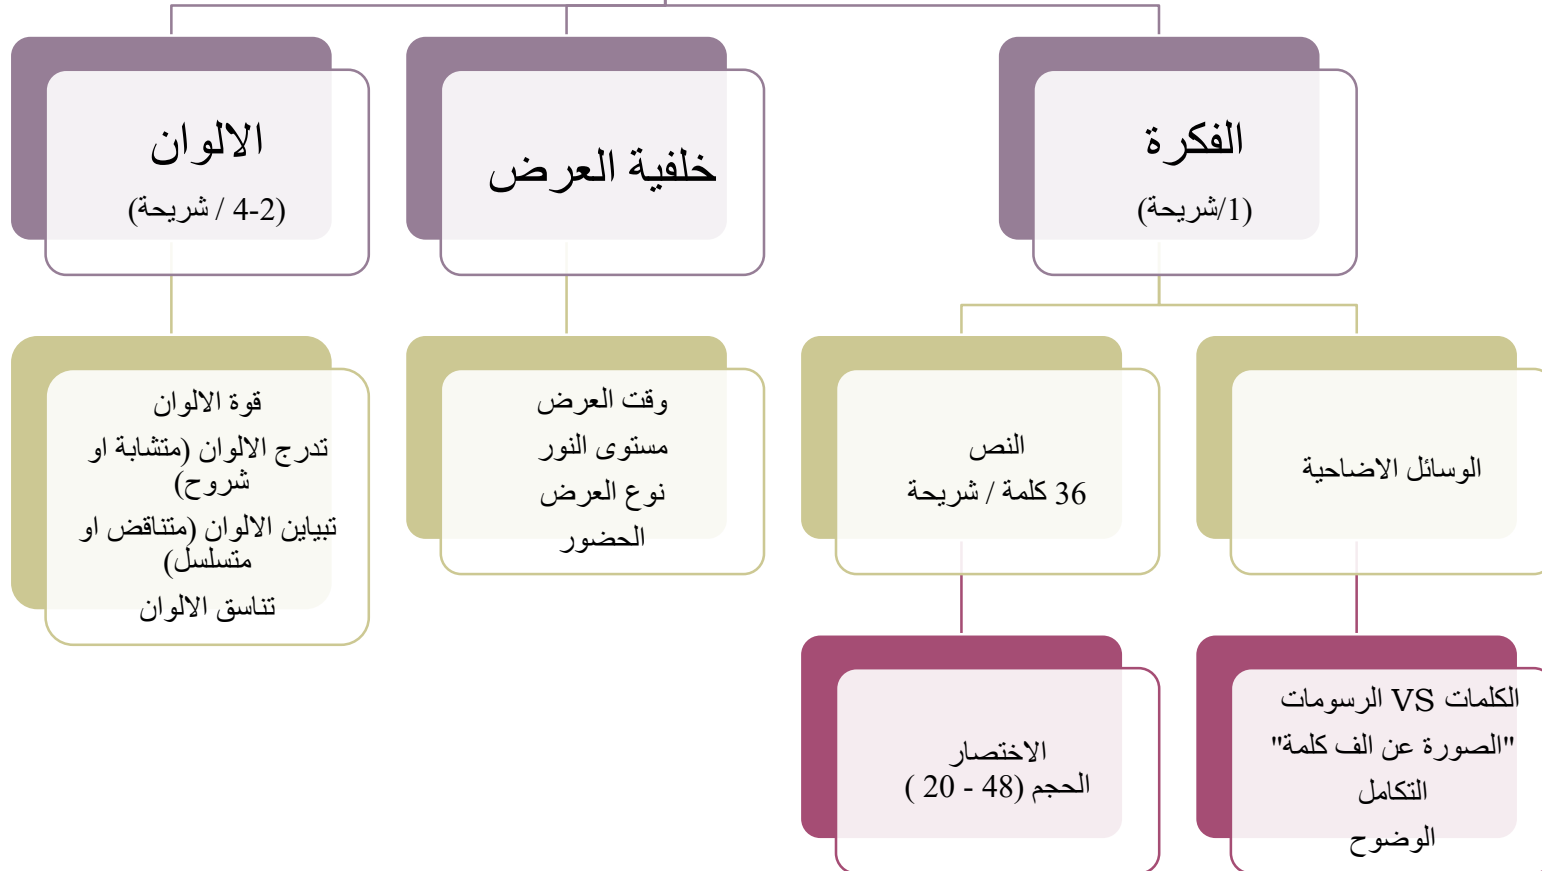 الفكرة
(1/شريحة)
خلفية العرض
الالوان
(4-2 / شريحة)
الوسائل الاضاحية
النص
36 كلمة / شريحة
وقت العرض
مستوى النور
نوع العرض
الحضور
قوة الالوان
تدرج الالوان (متشابة او
شروح)
تبياين الالوان (متناقض او
متسلسل)
تناسق الالوان
الكلمات VS الرسومات
"الصورة عن الف كلمة"
التكامل
الوضوح
الاختصار
الحجم (48 - 20 )